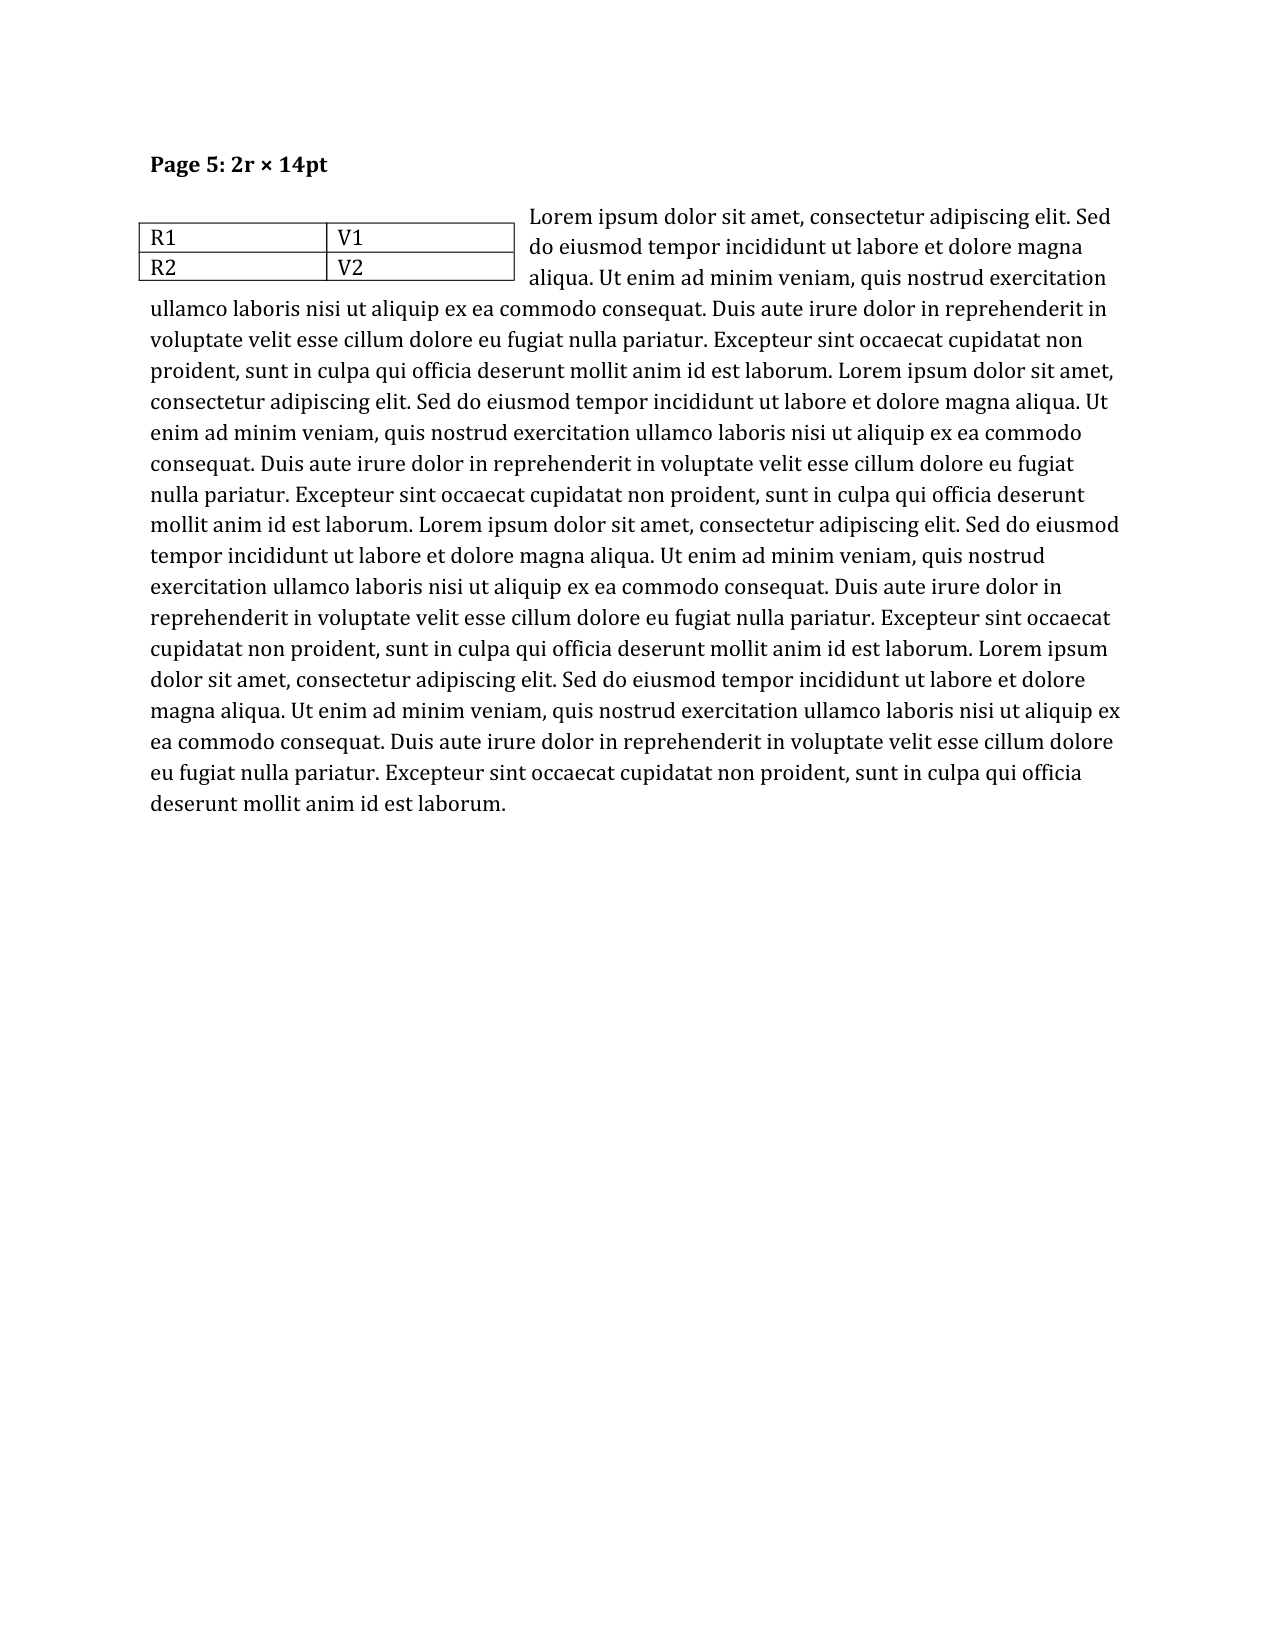 Page 5: 2r × 14pt
R1 V1
R2 V2
Lorem ipsum dolor sit amet, consectetur adipiscing elit. Sed
do eiusmod tempor incididunt ut labore et dolore magna
aliqua. Ut enim ad minim veniam, quis nostrud exercitation
ullamco laboris nisi ut aliquip ex ea commodo consequat. Duis aute irure dolor in reprehenderit in
voluptate velit esse cillum dolore eu fugiat nulla pariatur. Excepteur sint occaecat cupidatat non
proident, sunt in culpa qui officia deserunt mollit anim id est laborum. Lorem ipsum dolor sit amet,
consectetur adipiscing elit. Sed do eiusmod tempor incididunt ut labore et dolore magna aliqua. Ut
enim ad minim veniam, quis nostrud exercitation ullamco laboris nisi ut aliquip ex ea commodo
consequat. Duis aute irure dolor in reprehenderit in voluptate velit esse cillum dolore eu fugiat
nulla pariatur. Excepteur sint occaecat cupidatat non proident, sunt in culpa qui officia deserunt
mollit anim id est laborum. Lorem ipsum dolor sit amet, consectetur adipiscing elit. Sed do eiusmod
tempor incididunt ut labore et dolore magna aliqua. Ut enim ad minim veniam, quis nostrud
exercitation ullamco laboris nisi ut aliquip ex ea commodo consequat. Duis aute irure dolor in
reprehenderit in voluptate velit esse cillum dolore eu fugiat nulla pariatur. Excepteur sint occaecat
cupidatat non proident, sunt in culpa qui officia deserunt mollit anim id est laborum. Lorem ipsum
dolor sit amet, consectetur adipiscing elit. Sed do eiusmod tempor incididunt ut labore et dolore
magna aliqua. Ut enim ad minim veniam, quis nostrud exercitation ullamco laboris nisi ut aliquip ex
ea commodo consequat. Duis aute irure dolor in reprehenderit in voluptate velit esse cillum dolore
eu fugiat nulla pariatur. Excepteur sint occaecat cupidatat non proident, sunt in culpa qui officia
deserunt mollit anim id est laborum.